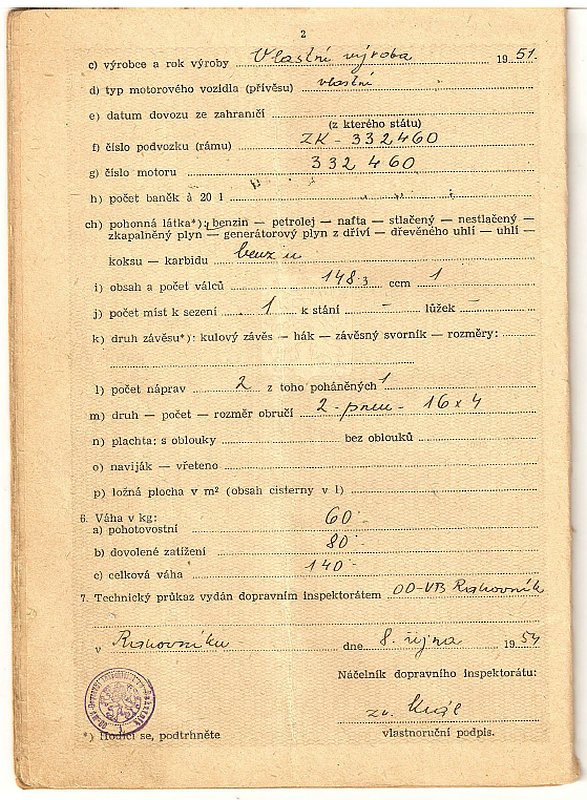 2
c) výrobce a rok výroby Vlastní výroba 1951.
d) typ motorového vozidla (přívěsu) vlastní
e) datum dovozu ze zahraničí
(z kterého státu)
f) číslo podvozku (rámu) ZK - 332460
g) číslo motoru 332 460
h) počet baněk à 20 l
ch) pohonná látka*): benzin — petrolej — nafta — stlačený — nestlačený —
zkapalněný plyn — generátorový plyn z dříví — dřevěného uhlí — uhlí —
koksu — karbidu benzin
i) obsah a počet válců 148.3 ccm 1
j) počet míst k sezení 1 k stání - lůžek -
k) druh závěsu*): kulový závěs — hák — závěsný svorník — rozměry:
l) počet náprav 2 z toho poháněných 1
m) druh — počet — rozměr obručí 2 - pneu - 16 x 4
n) plachta: s oblouky bez oblouků
o) naviják — vřeteno
p) ložná plocha v m² (obsah cisterny v l)
6. Váha v kg:
a) pohotovostní 60.-
b) dovolené zatížení 80.-
c) celková váha 140.-
7. Technický průkaz vydán dopravním inspektorátem OO-VB
v dne 8. října 1954
Náčelník dopravního inspektorátu:
zv. Král
*) Hodící se, podtrhněte vlastnoruční podpis.